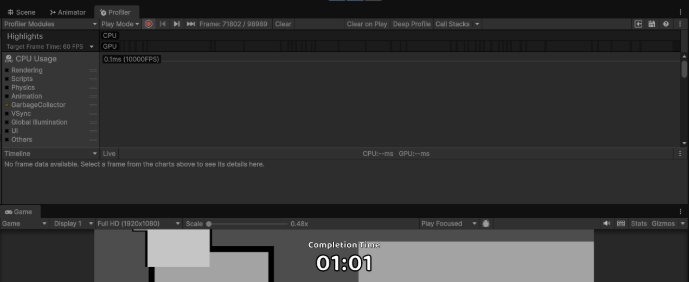 Scene Animator Profiler
Profiler Modules Play Mode Frame: 71802 / 98989 Clear Clear on Play Deep Profile Call Stacks
Highlights CPU
Target Frame Time: 60 FPS GPU
CPU Usage 0.1ms (10000FPS)
Rendering
Scripts
Physics
Animation
GarbageCollector
VSync
Global Illumination
UI
Others
Timeline Live CPU:--ms GPU:--ms
No frame data available. Select a frame from the charts above to see its details here.
Game
Game Display 1 Full HD (1920x1080) Scale 0.48x Play Focused Stats Gizmos
Completion Time
01:01